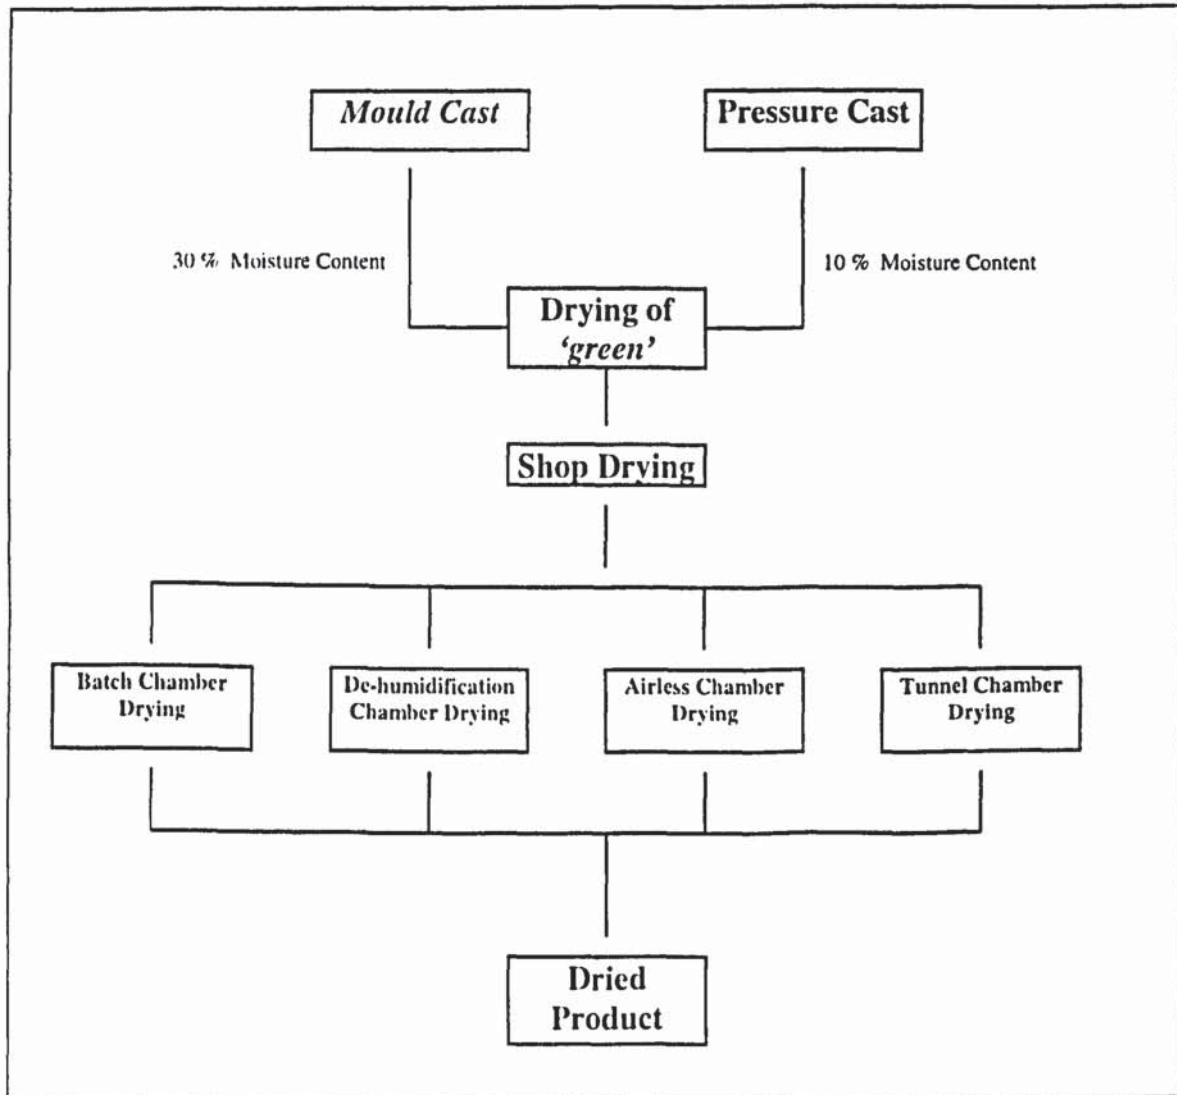 Mould Cast
Pressure Cast
30 % Moisture Content
10 % Moisture Content
Drying of
‘green’
Shop Drying
Batch Chamber
Drying
De-humidification
Chamber Drying
Airless Chamber
Drying
Tunnel Chamber
Drying
Dried
Product